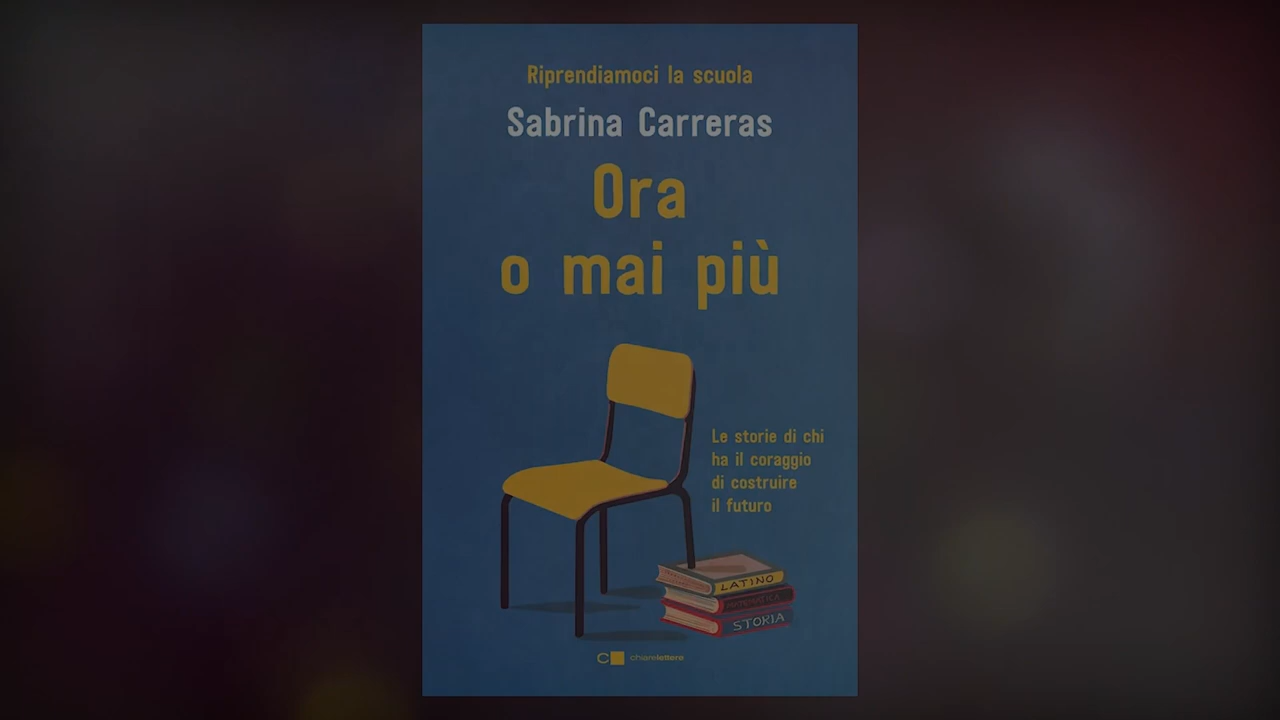 Riprendiamoci la scuola
Sabrina Carreras
Ora
o mai più
Le storie di chi
ha il coraggio
di costruire
il futuro
LATINO
MATEMATICA
STORIA
chiarelettere